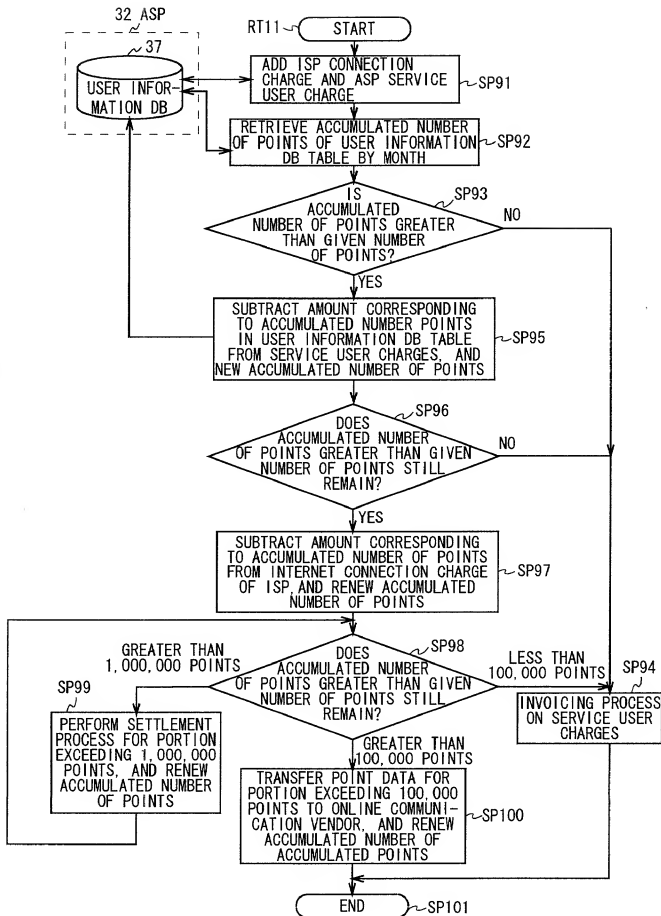 32 ASP
37
USER INFOR-
MATION DB
RT11
START
ADD ISP CONNECTION
CHARGE AND ASP SERVICE
USER CHARGE
SP91
RETRIEVE ACCUMULATED NUMBER
OF POINTS OF USER INFORMATION
DB TABLE BY MONTH
SP92
IS
ACCUMULATED
NUMBER OF POINTS GREATER
THAN GIVEN NUMBER
OF POINTS?
SP93
NO
YES
SUBTRACT AMOUNT CORRESPONDING
TO ACCUMULATED NUMBER POINTS
IN USER INFORMATION DB TABLE
FROM SERVICE USER CHARGES, AND
NEW ACCUMULATED NUMBER OF POINTS
SP95
DOES
ACCUMULATED NUMBER
OF POINTS GREATER THAN GIVEN
NUMBER OF POINTS STILL
REMAIN?
SP96
NO
YES
SUBTRACT AMOUNT CORRESPONDING
TO ACCUMULATED NUMBER OF POINTS
FROM INTERNET CONNECTION CHARGE
OF ISP, AND RENEW ACCUMULATED
NUMBER OF POINTS
SP97
GREATER THAN
1,000,000 POINTS
DOES
ACCUMULATED NUMBER
OF POINTS GREATER THAN GIVEN
NUMBER OF POINTS STILL
REMAIN?
SP98
LESS THAN
100,000 POINTS
SP94
INVOICING PROCESS
ON SERVICE USER
CHARGES
SP99
PERFORM SETTLEMENT
PROCESS FOR PORTION
EXCEEDING 1,000,000
POINTS, AND RENEW
ACCUMULATED NUMBER
OF POINTS
GREATER THAN
100,000 POINTS
TRANSFER POINT DATA FOR
PORTION EXCEEDING 100,000
POINTS TO ONLINE COMMUNI-
CATION VENDOR, AND RENEW
ACCUMULATED NUMBER OF
ACCUMULATED POINTS
SP100
END
SP101